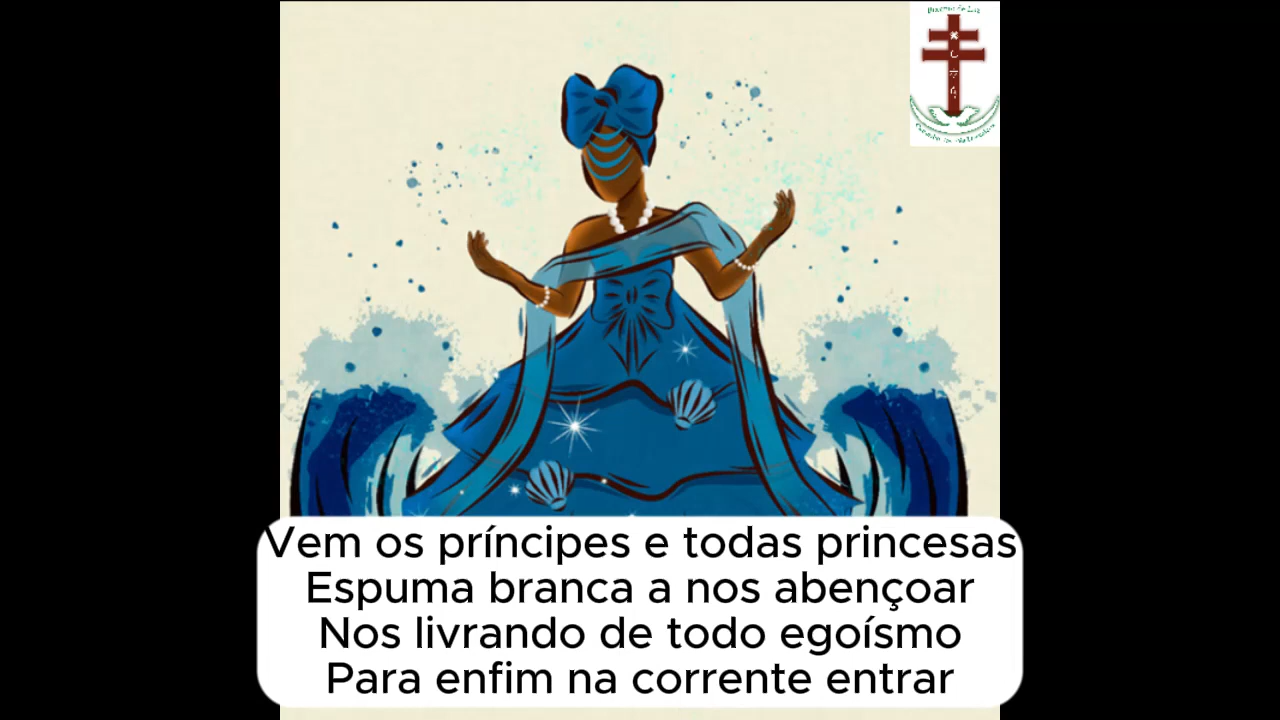 Vem os príncipes e todas princesas
Espuma branca a nos abençoar
Nos livrando de todo egoísmo
Para enfim na corrente entrar